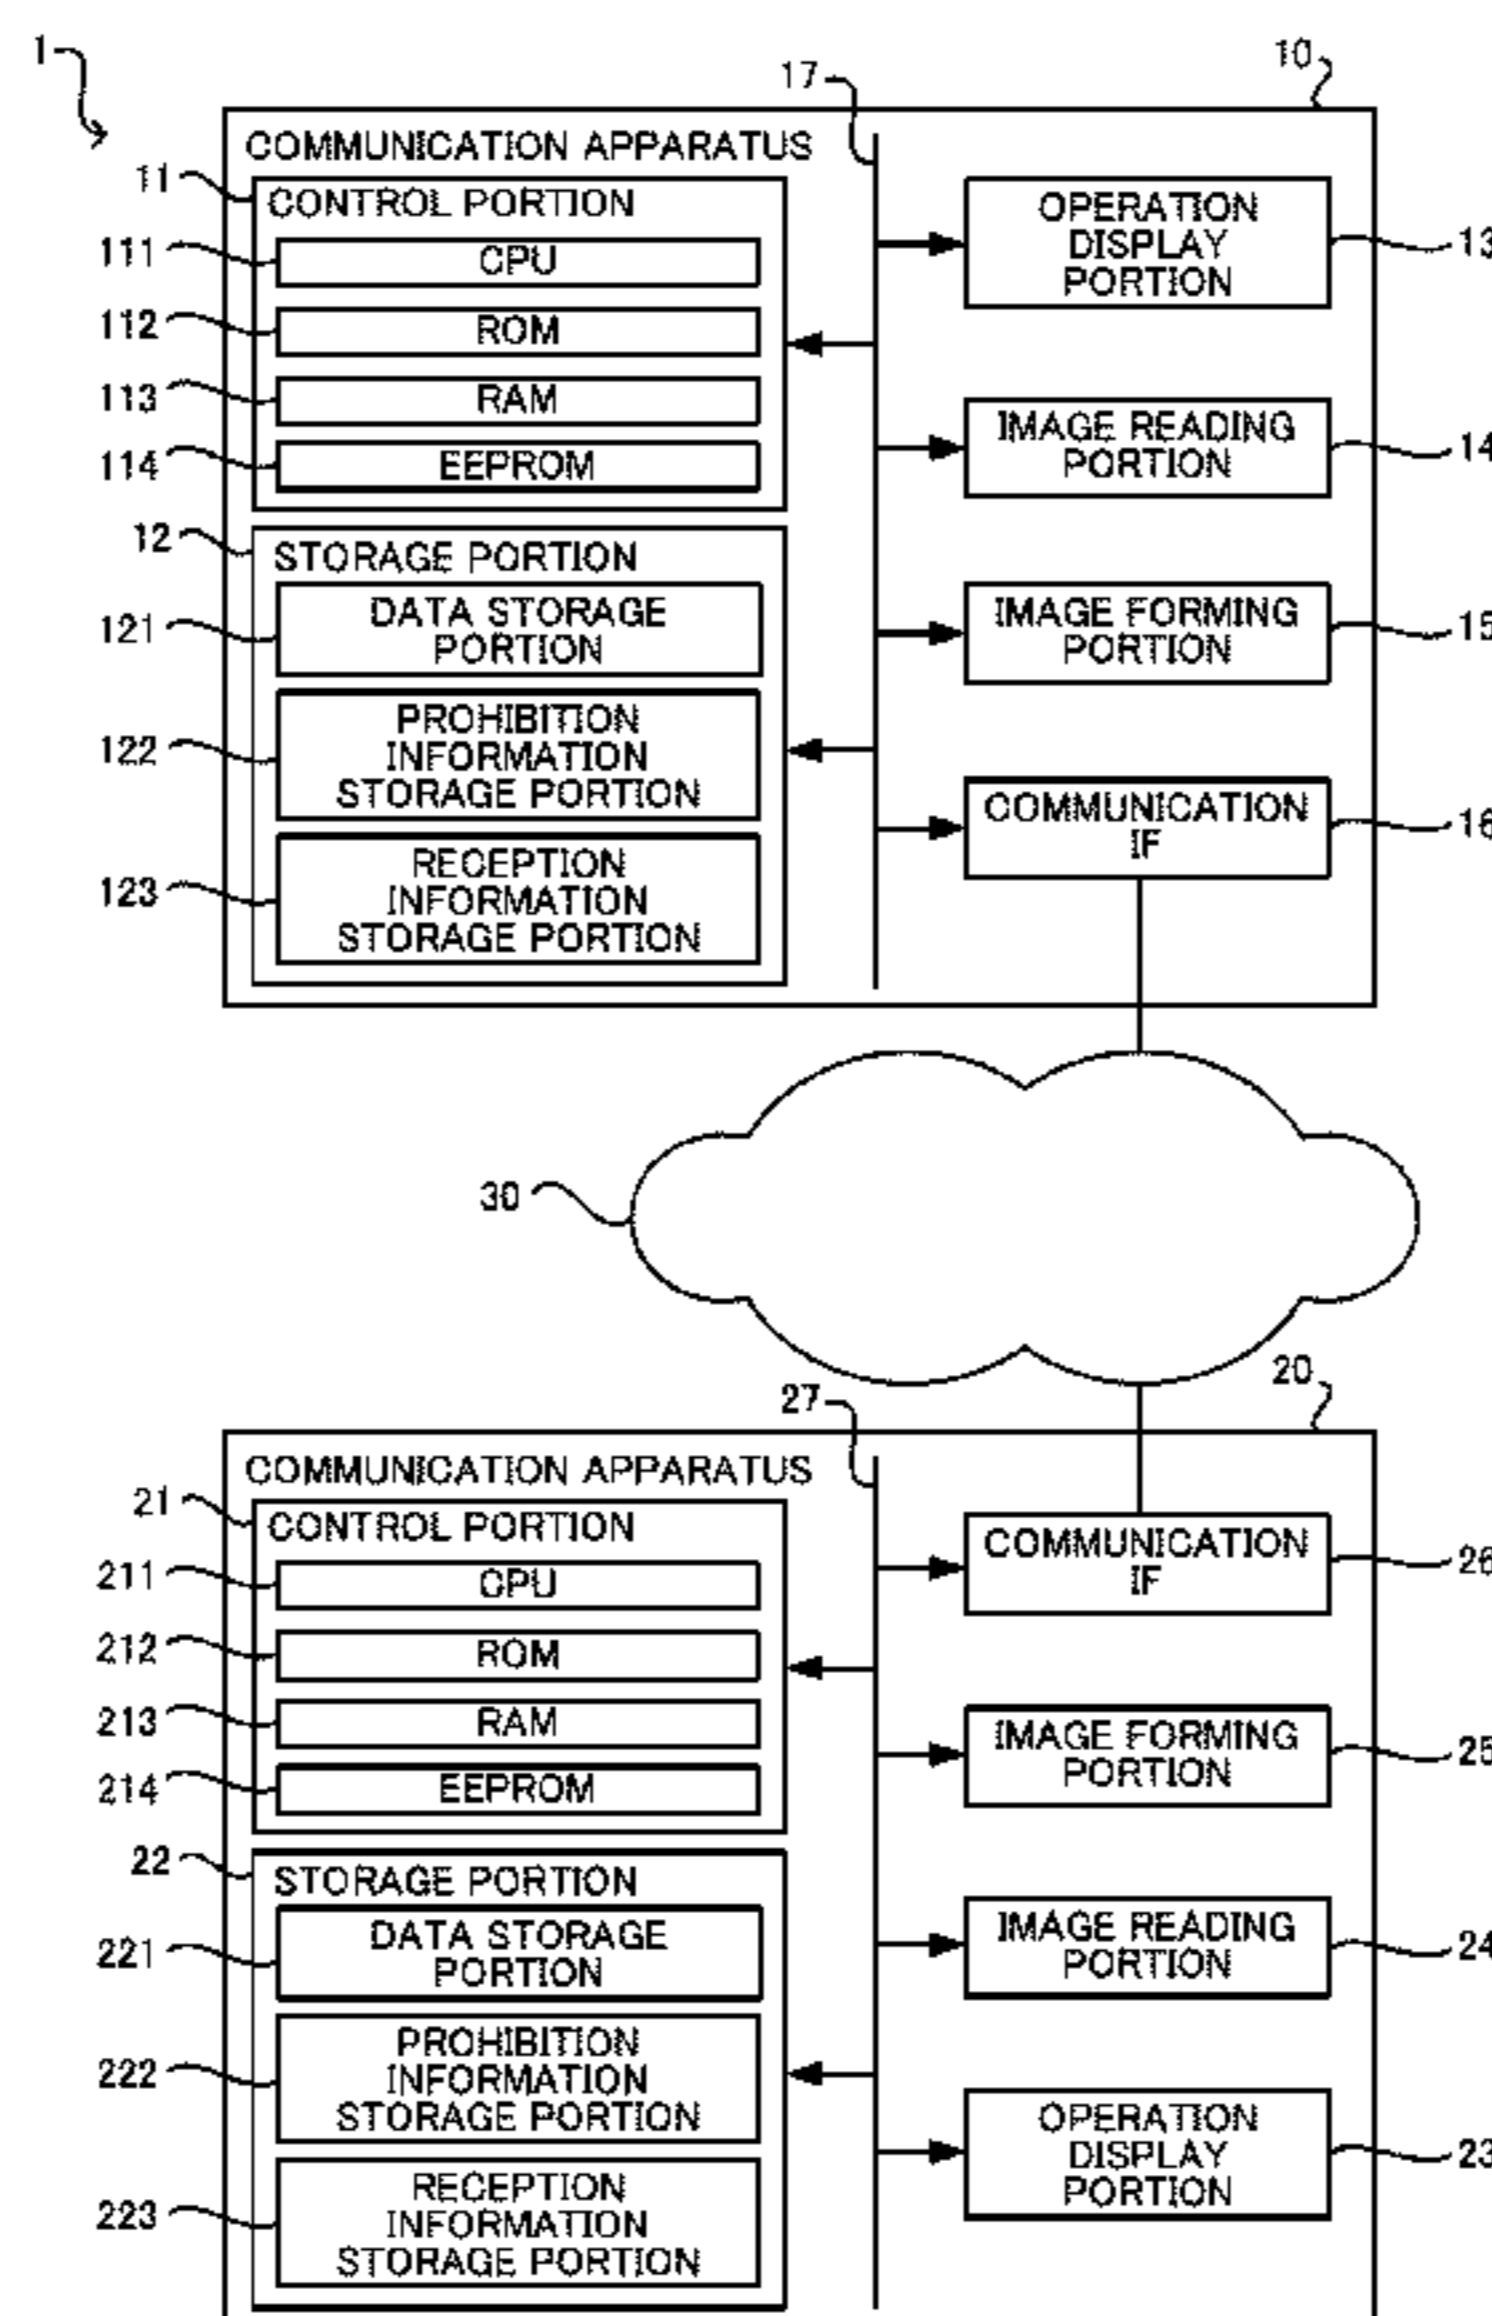 1
10
17
COMMUNICATION APPARATUS
11
CONTROL PORTION
111
CPU
112
ROM
113
RAM
114
EEPROM
12
STORAGE PORTION
121
DATA STORAGE
PORTION
122
PROHIBITION
INFORMATION
STORAGE PORTION
123
RECEPTION
INFORMATION
STORAGE PORTION
OPERATION
DISPLAY
PORTION
13
IMAGE READING
PORTION
14
IMAGE FORMING
PORTION
15
COMMUNICATION
IF
16
30
20
27
COMMUNICATION APPARATUS
21
CONTROL PORTION
211
CPU
212
ROM
213
RAM
214
EEPROM
22
STORAGE PORTION
221
DATA STORAGE
PORTION
222
PROHIBITION
INFORMATION
STORAGE PORTION
223
RECEPTION
INFORMATION
STORAGE PORTION
COMMUNICATION
IF
26
IMAGE FORMING
PORTION
25
IMAGE READING
PORTION
24
OPERATION
DISPLAY
PORTION
23